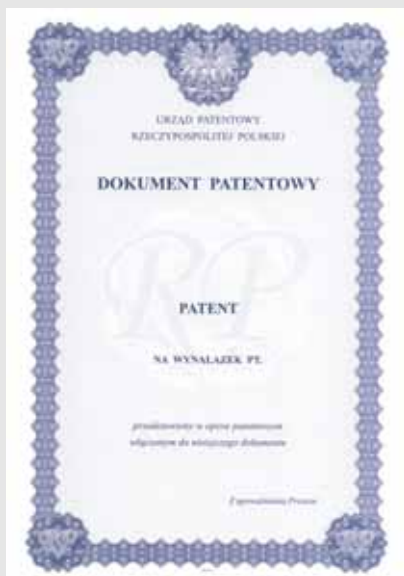 URZĄD PATENTOWY
RZECZYPOSPOLITEJ POLSKIEJ
DOKUMENT PATENTOWY
RP
PATENT
NA WYNALAZEK PT.
przedstawiony w opisie patentowym
włączonym do niniejszego dokumentu
Z upoważnienia Prezesa